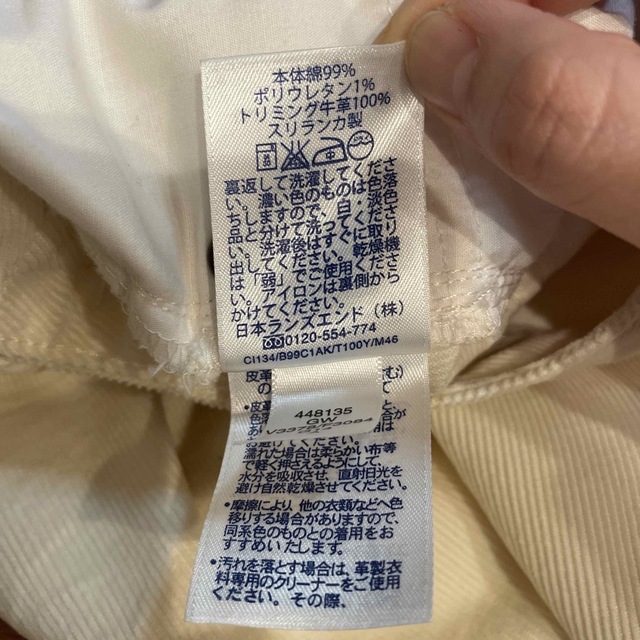 本体綿99%
ポリウレタン1%
トリミング牛革100%
スリランカ製
裏返して洗濯してくださ
い。濃い色のものは色落
ちしますので、白・淡色
品と分けて洗ってくださ
い。洗濯後はすぐに取り
出してください。乾燥機
は「弱」でご使用くださ
い。アイロンは裏側から
かけてください。
日本ランズエンド（株）
0120-554-774
CI134/B99C1AK/T100Y/M46
448135
GW
てください。
濡れた場合は柔らかい布等
で軽く押さえるようにして、
水分を吸収させ、直射日光を
避け自然乾燥させてください。
・摩擦により、他の衣類などへ色
移りする場合がありますので、
同系色のものとの着用をお
すすめいたします。
・汚れを落とす場合は、革製衣
料専用のクリーナーをご使用
ください。その際、